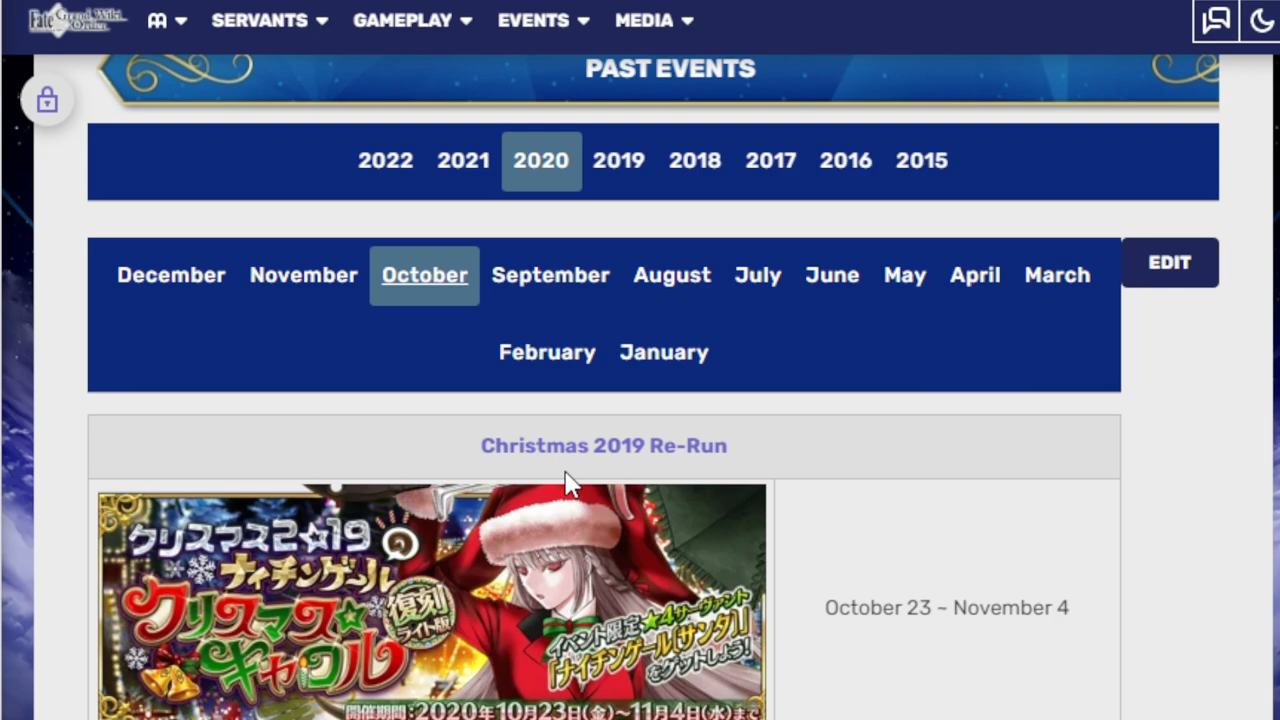 Fate Grand Order Wiki
SERVANTS GAMEPLAY EVENTS MEDIA
PAST EVENTS
2022 2021 2020 2019 2018 2017 2016 2015
December November October September August July June May April March
February January
EDIT
Christmas 2019 Re-Run
クリスマス2☆19
ナイチンゲールの
クリスマス☆
キャロル
復刻
ライト版
イベント限定★4サーヴァント
「ナイチンゲール〔サンタ〕」
をゲットしよう!
開催期間:2020年10月23日(金)~11月4日(水)まで
October 23 ~ November 4